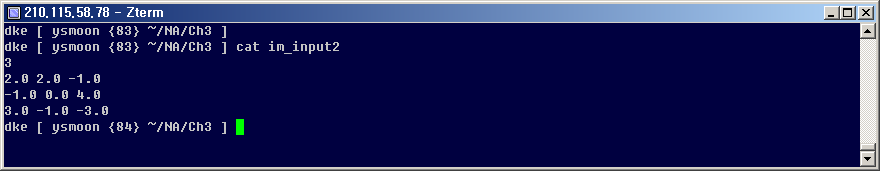 210.115.58.78 - Zterm
dke [ ysmoon {83} ~/NA/Ch3 ]
dke [ ysmoon {83} ~/NA/Ch3 ] cat im_input2
3
2.0 2.0 -1.0
-1.0 0.0 4.0
3.0 -1.0 -3.0
dke [ ysmoon {84} ~/NA/Ch3 ]